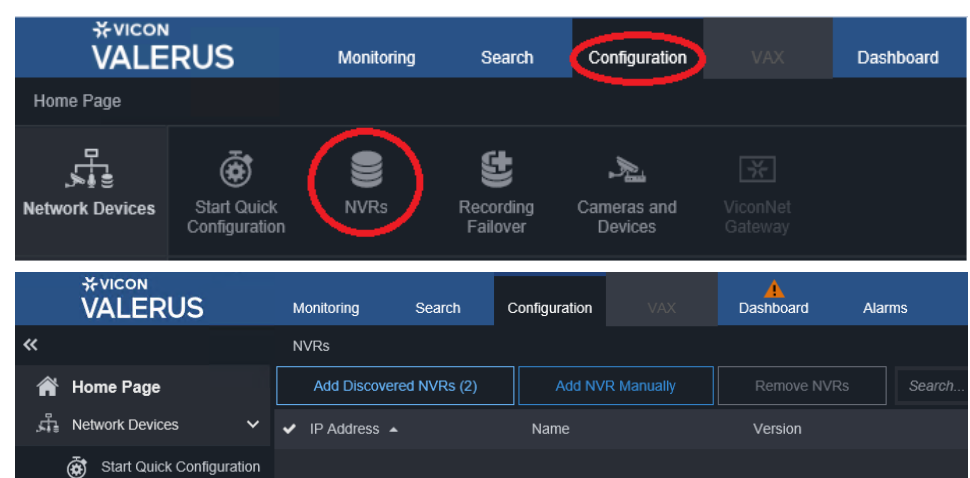 VICON
VALERUS
Monitoring Search Configuration VAX Dashboard
Home Page
Network Devices
Start Quick
Configuration
NVRs
Recording
Failover
Cameras and
Devices
ViconNet
Gateway
VICON
VALERUS
Monitoring Search Configuration VAX Dashboard Alarms
NVRs
Add Discovered NVRs (2) Add NVR Manually Remove NVRs Search...
Home Page
Network Devices
IP Address Name Version
Start Quick Configuration